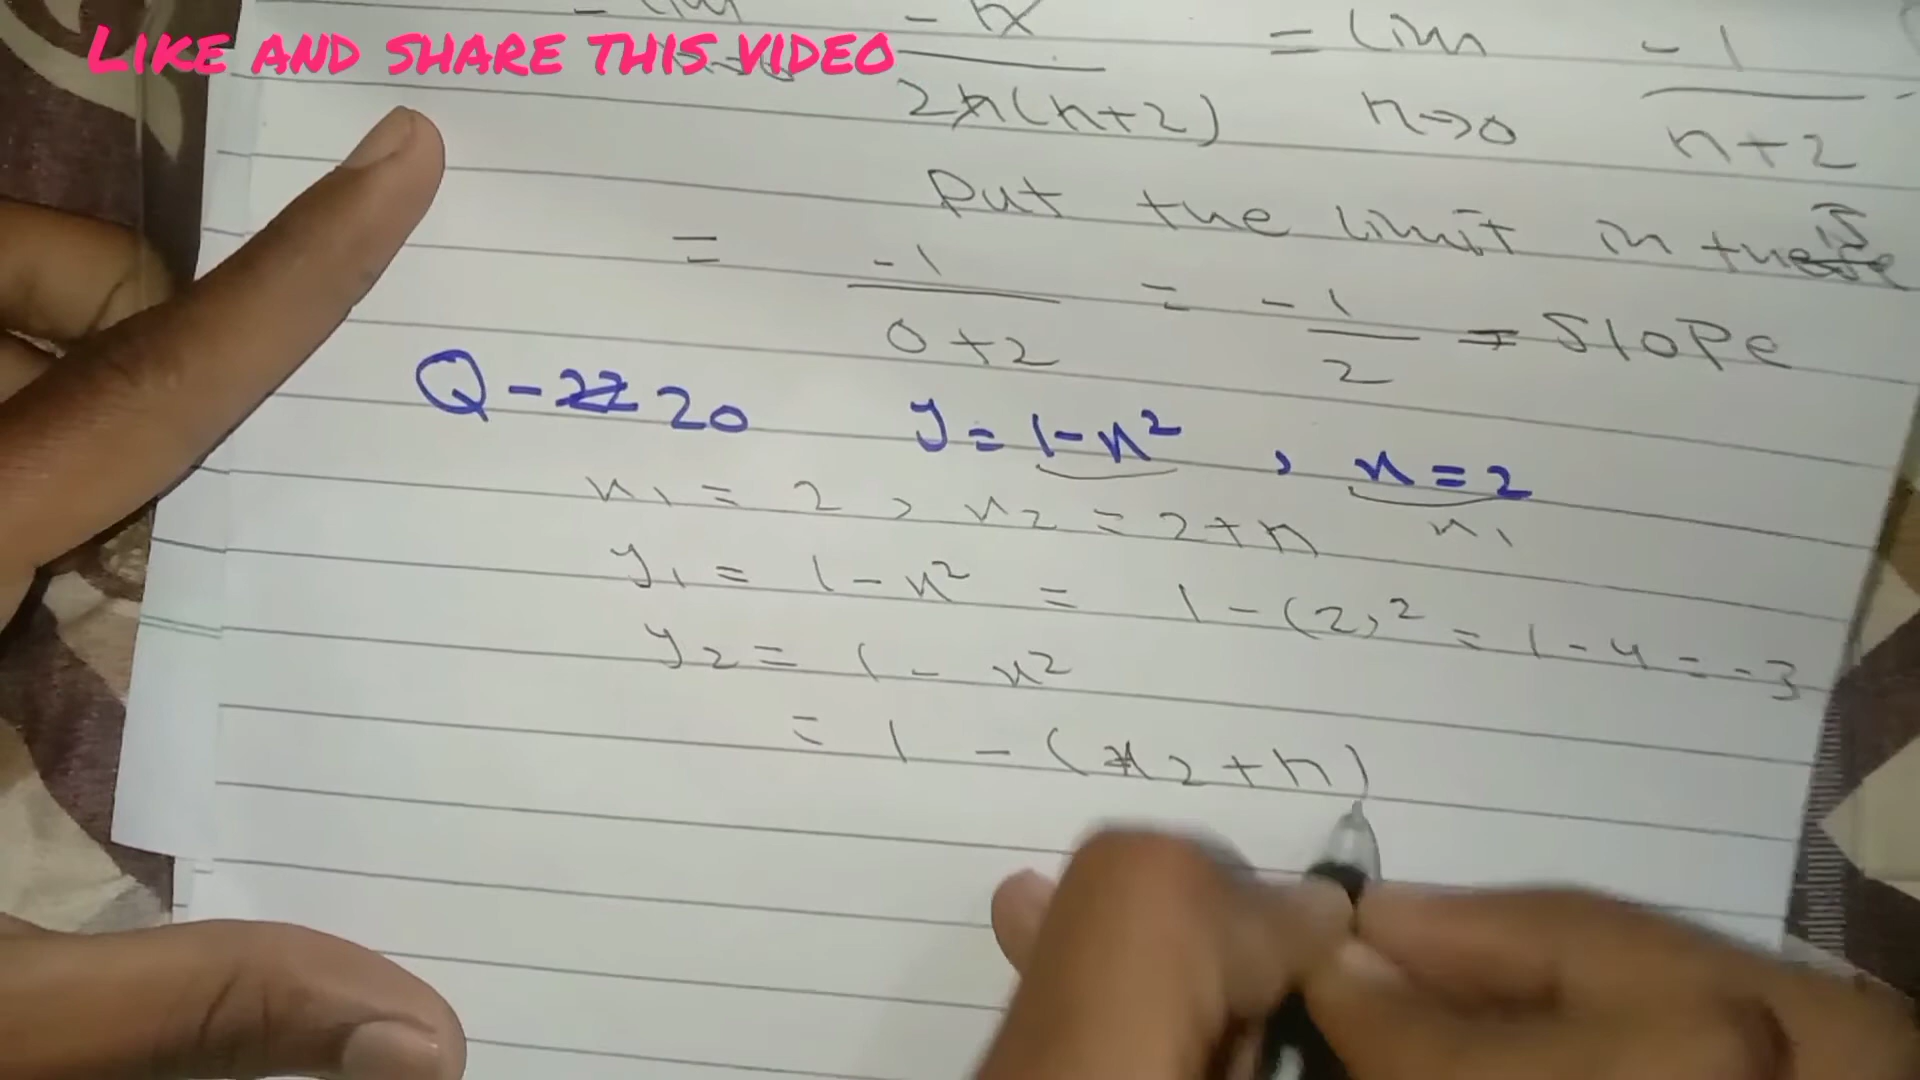 LIKE AND SHARE THIS VIDEO
= lim -h / 2h(h+2) = lim h→0 -1 / h+2
Put the limit in this
= -1 / 0+2 = -1 / 2 = Slope
Q-20 y = 1-x², x=2
x₁ = 2, x₂ = 2+h x₁
y₁ = 1-x² = 1-(2)² = 1-4 = -3
y₂ = 1-x²
= 1-(2+h)